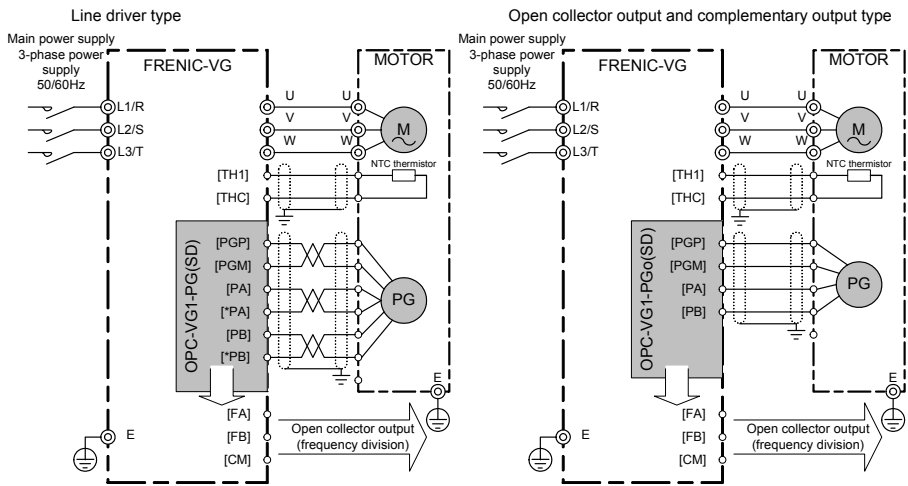 Line driver type
Main power supply
3-phase power
supply
50/60Hz
FRENIC-VG
MOTOR
L1/R
L2/S
L3/T
U
V
W
U
V
W
M
NTC thermistor
[TH1]
[THC]
OPC-VG1-PG(SD)
[PGP]
[PGM]
[PA]
[*PA]
[PB]
[*PB]
PG
E
[FA]
[FB]
[CM]
Open collector output
(frequency division)
E
Open collector output and complementary output type
Main power supply
3-phase power
supply
50/60Hz
FRENIC-VG
MOTOR
L1/R
L2/S
L3/T
U
V
W
U
V
W
M
NTC thermistor
[TH1]
[THC]
OPC-VG1-PGo(SD)
[PGP]
[PGM]
[PA]
[PB]
PG
E
[FA]
[FB]
[CM]
Open collector output
(frequency division)
E